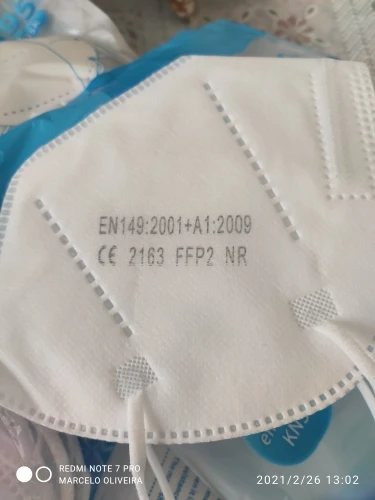 EN149:2001+A1:2009
CE 2163 FFP2 NR
REDMI NOTE 7 PRO
MARCELO OLIVEIRA
2021/2/26 13:02